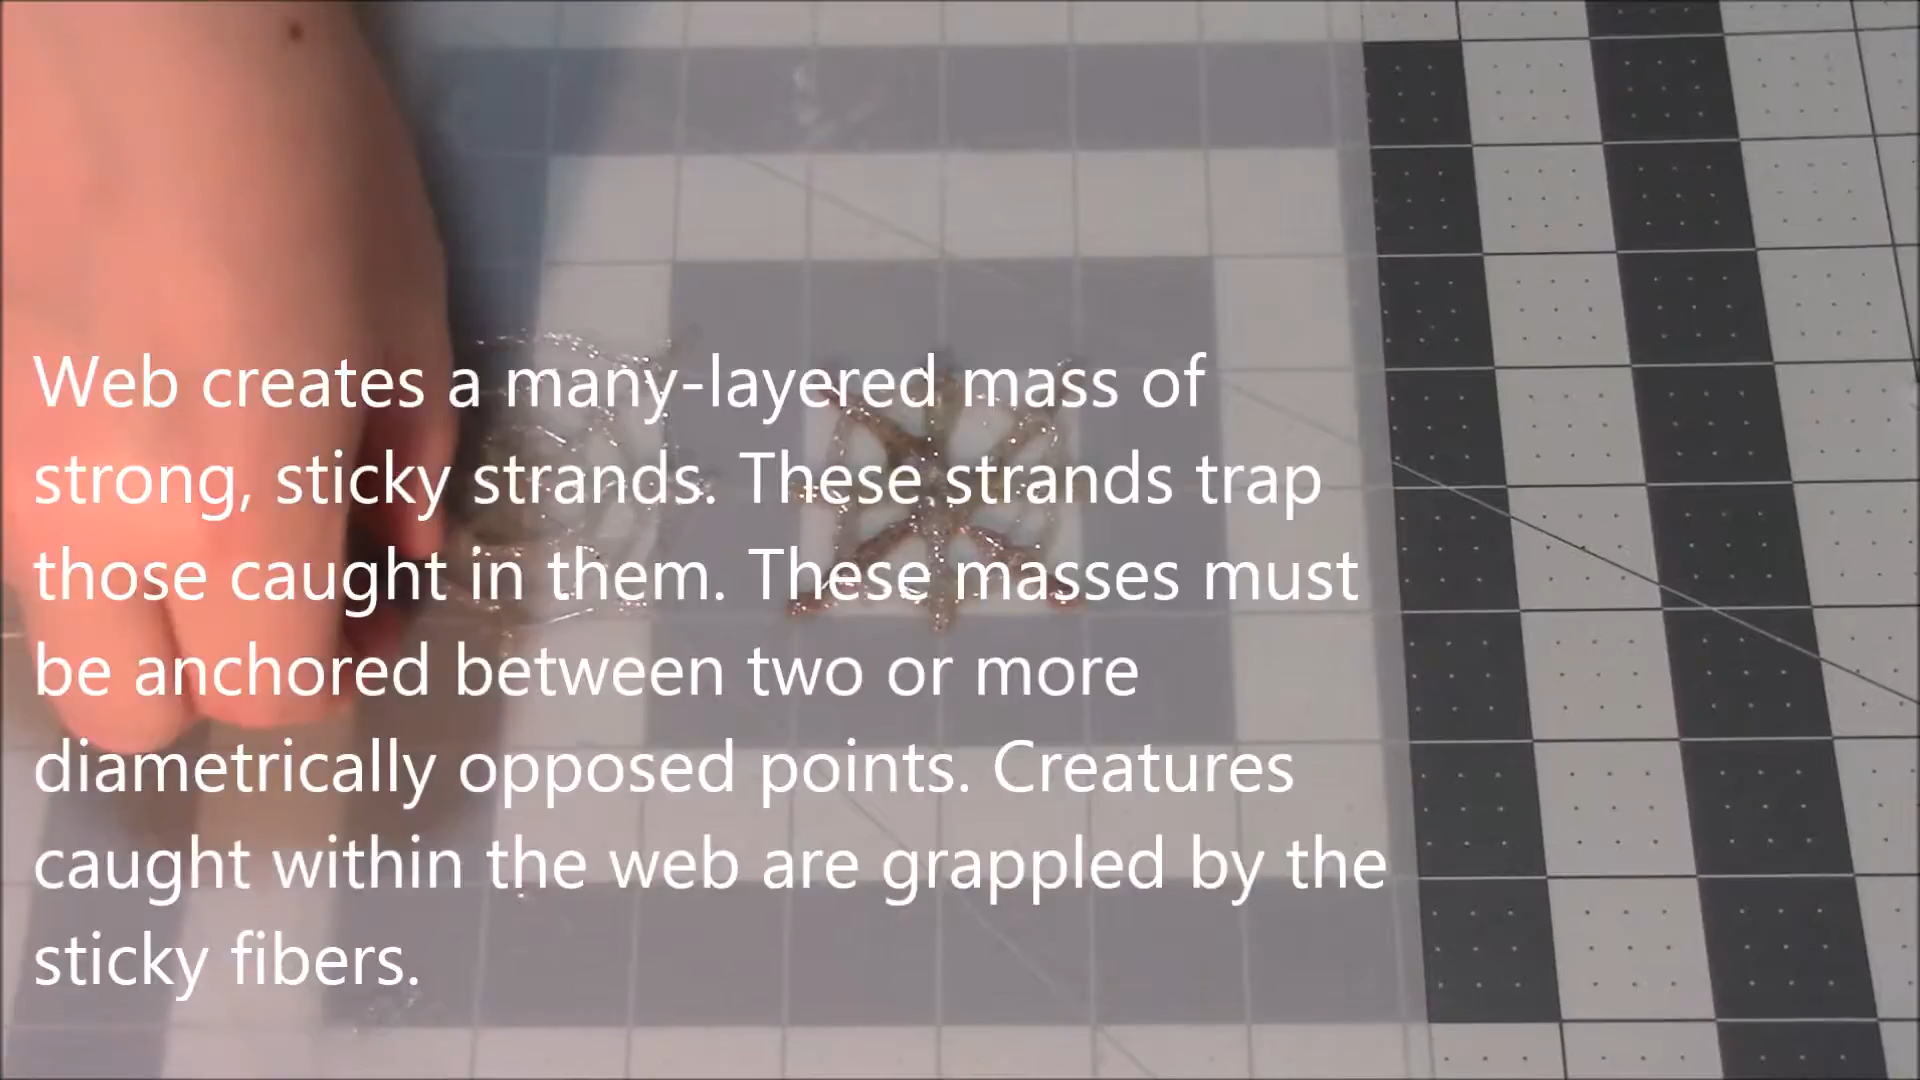 Web creates a many-layered mass of
strong, sticky strands. These strands trap
those caught in them. These masses must
be anchored between two or more
diametrically opposed points. Creatures
caught within the web are grappled by the
sticky fibers.